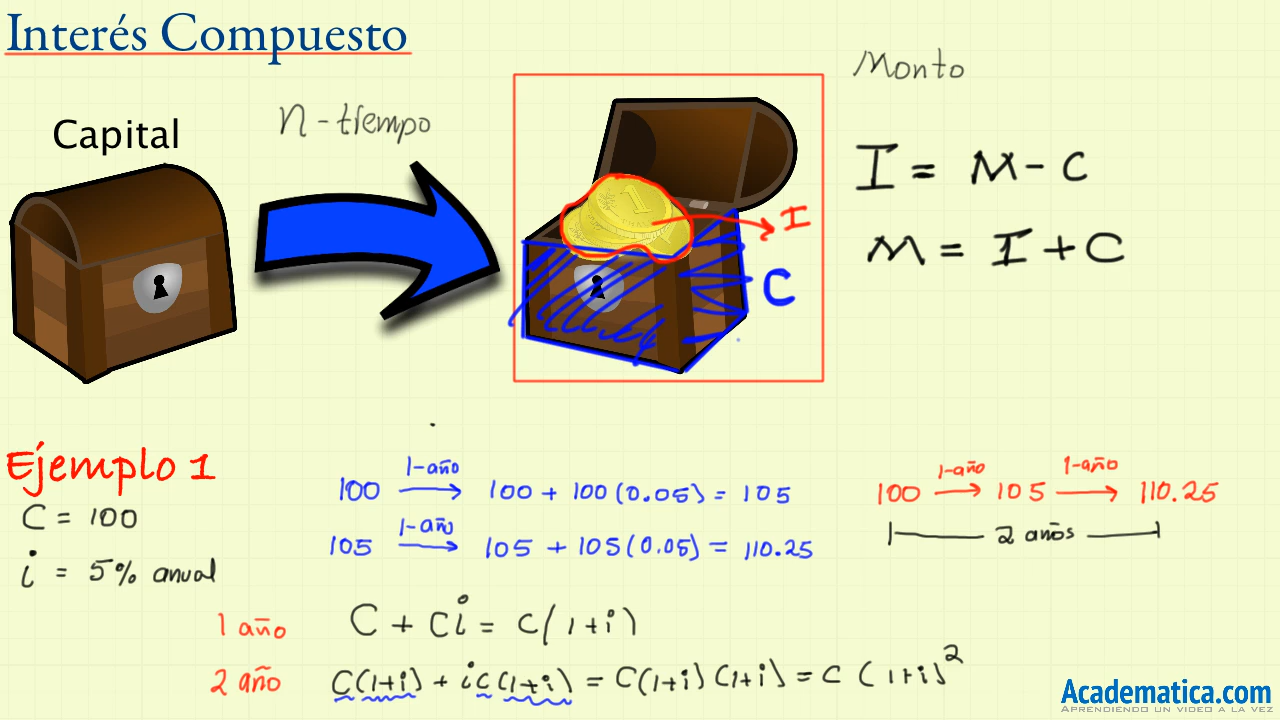 Interés Compuesto
Monto
Capital
n - tiempo
I = M - C
M = I + C
I
C
Ejemplo 1
C = 100
i = 5% anual
1-año
100 → 100 + 100(0.05) = 105
1-año
105 → 105 + 105(0.05) = 110.25
1-año 1-año
100 → 105 → 110.25
2 años
1 año C + Ci = C(1+i)
2 año C(1+i) + iC(1+i) = C(1+i)(1+i) = C(1+i)²
Academatica.com
APRENDIENDO UN VIDEO A LA VEZ